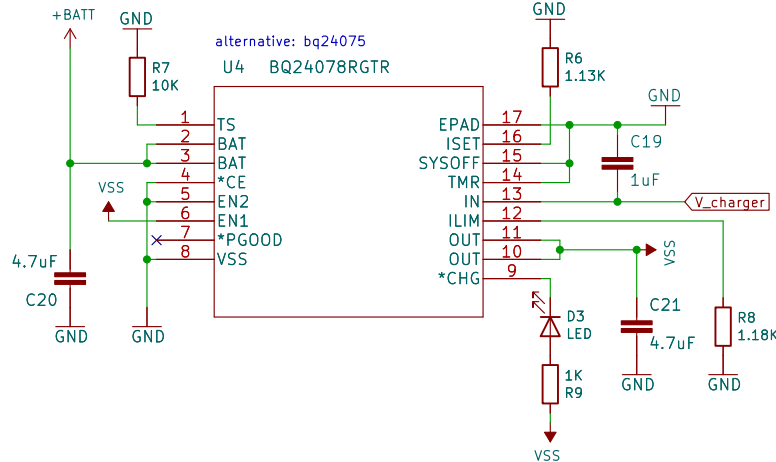 +BATT
GND
GND
alternative: bq24075
R7
10K
R6
1.13K
U4 BQ24078RGTR
GND
1 TS
2 BAT
3 BAT
4 *CE
5 EN2
6 EN1
7 *PGOOD
8 VSS
EPAD 17
ISET 16
SYSOFF 15
TMR 14
IN 13
ILIM 12
OUT 11
OUT 10
*CHG 9
C19
1uF
VSS
V_charger
VSS
4.7uF
C20
GND
GND
D3
LED
C21
4.7uF
R8
1.18K
1K
R9
GND
GND
VSS